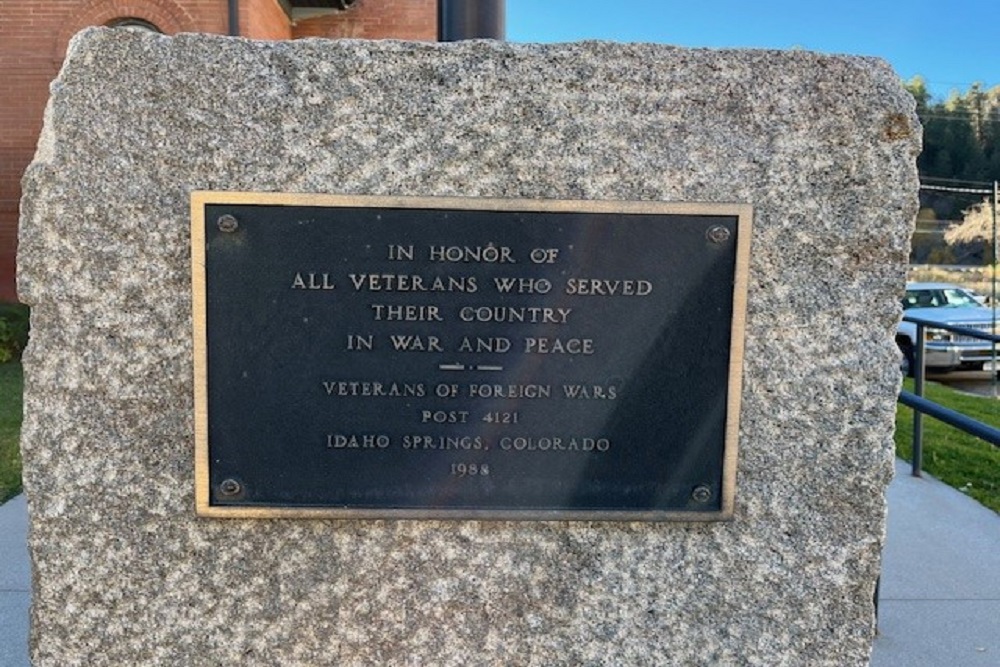 IN HONOR OF
ALL VETERANS WHO SERVED
THEIR COUNTRY
IN WAR AND PEACE
VETERANS OF FOREIGN WARS
POST 4121
IDAHO SPRINGS, COLORADO
1988